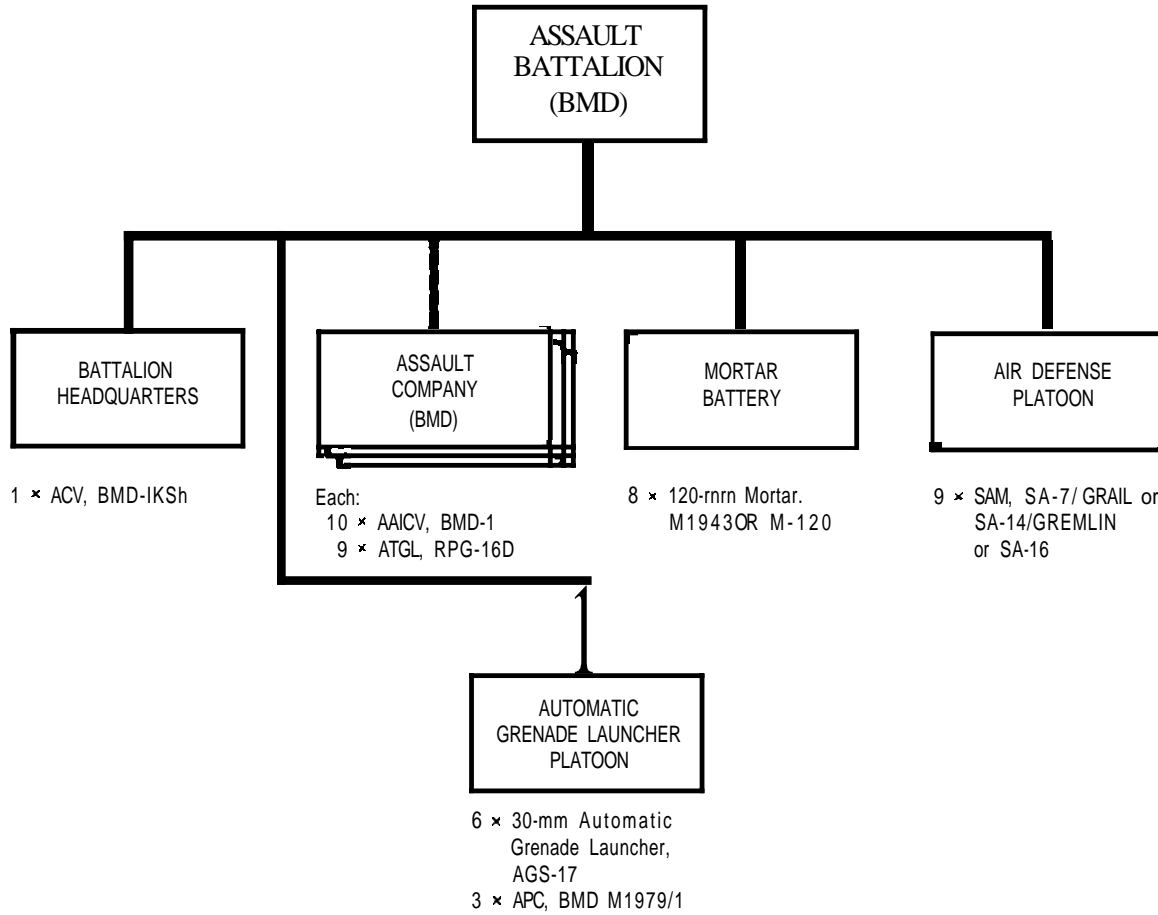 ASSAULT
BATTALION
(BMD)
BATTALION
HEADQUARTERS
1 × ACV, BMD-IKSh
ASSAULT
COMPANY
(BMD)
Each:
10 × AAICV, BMD-1
9 × ATGL, RPG-16D
MORTAR
BATTERY
8 × 120-rnrn Mortar.
M1943OR M-120
AIR DEFENSE
PLATOON
9 × SAM, SA-7/ GRAIL or
SA-14/GREMLIN
or SA-16
AUTOMATIC
GRENADE LAUNCHER
PLATOON
6 × 30-mm Automatic
Grenade Launcher,
AGS-17
3 × APC, BMD M1979/1